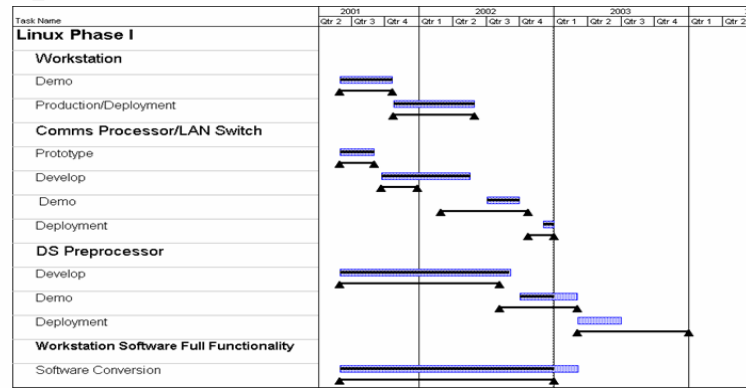 2001 2002 2003
Task Name Qtr 2 Qtr 3 Qtr 4 Qtr 1 Qtr 2 Qtr 3 Qtr 4 Qtr 1 Qtr 2 Qtr 3 Qtr 4 Qtr 1 Qtr 2
Linux Phase I
Workstation
Demo
Production/Deployment
Comms Processor/LAN Switch
Prototype
Develop
Demo
Deployment
DS Preprocessor
Develop
Demo
Deployment
Workstation Software Full Functionality
Software Conversion